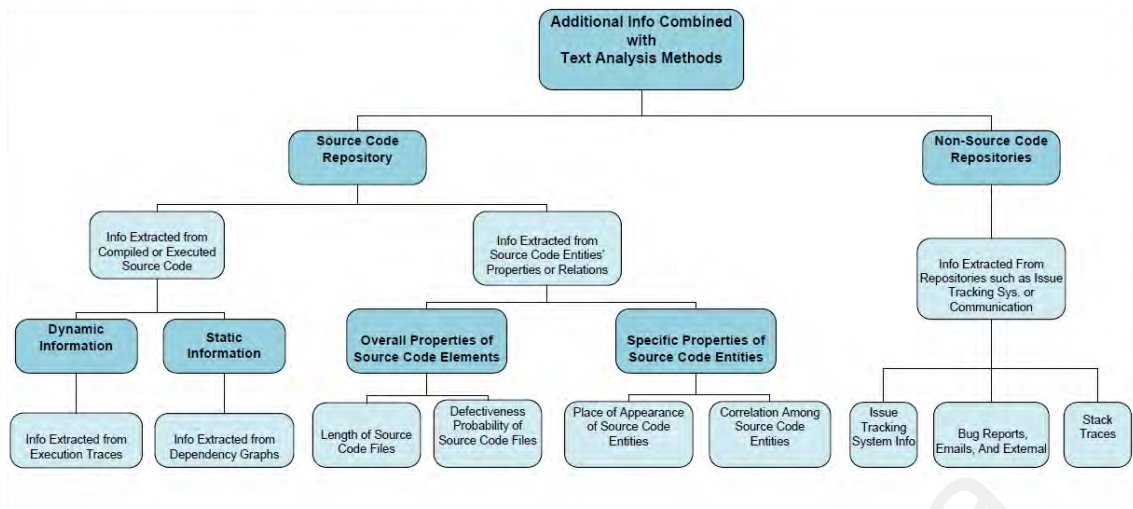 Additional Info Combined
with
Text Analysis Methods
Source Code
Repository
Non-Source Code
Repositories
Info Extracted from
Compiled or Executed
Source Code
Info Extracted from
Source Code Entities'
Properties or Relations
Info Extracted From
Repositories such as Issue
Tracking Sys. or
Communication
Dynamic
Information
Static
Information
Overall Properties of
Source Code Elements
Specific Properties of
Source Code Entities
Info Extracted from
Execution Traces
Info Extracted from
Dependency Graphs
Length of Source
Code Files
Defectiveness
Probability of
Source Code Files
Place of Appearance
of Source Code
Entities
Correlation Among
Source Code
Entities
Issue
Tracking
System Info
Bug Reports,
Emails, And External
Stack
Traces